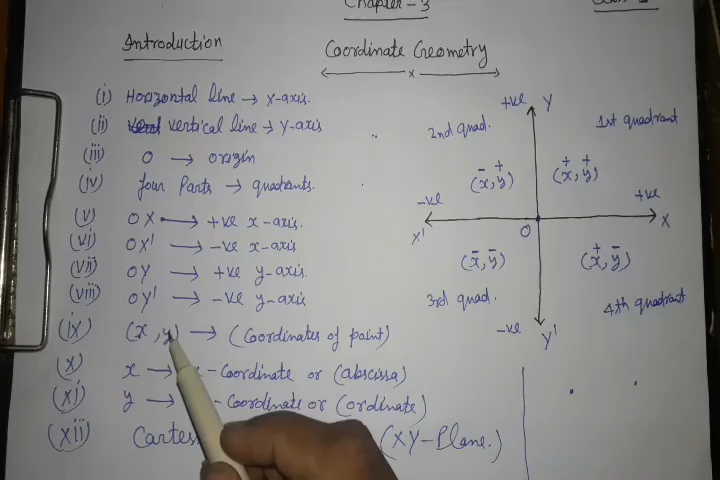 Chapter - 3
Introduction
Coordinate Geometry
x
(i) Horizontal line → x-axis.
(ii) vertical line → y-axis
(iii) O → origin
(iv) four Parts → quadrants.
(v) OX → +ve x-axis.
(vi) OX' → -ve x-axis
(vii) OY → +ve y-axis.
(viii) OY' → -ve y-axis
(ix) (x, y) → (Coordinates of point)
(x) x → - Coordinate or (abscissa)
(xi) y → - Coordinate or (ordinate)
(xii) Cartes (XY-Plane.)
+ve Y
2nd quad. 1st quadrant
- + + +
(x, y) (x, y)
-ve +ve
X' O X
- - + -
(x, y) (x, y)
3rd quad. 4th quadrant
-ve Y'